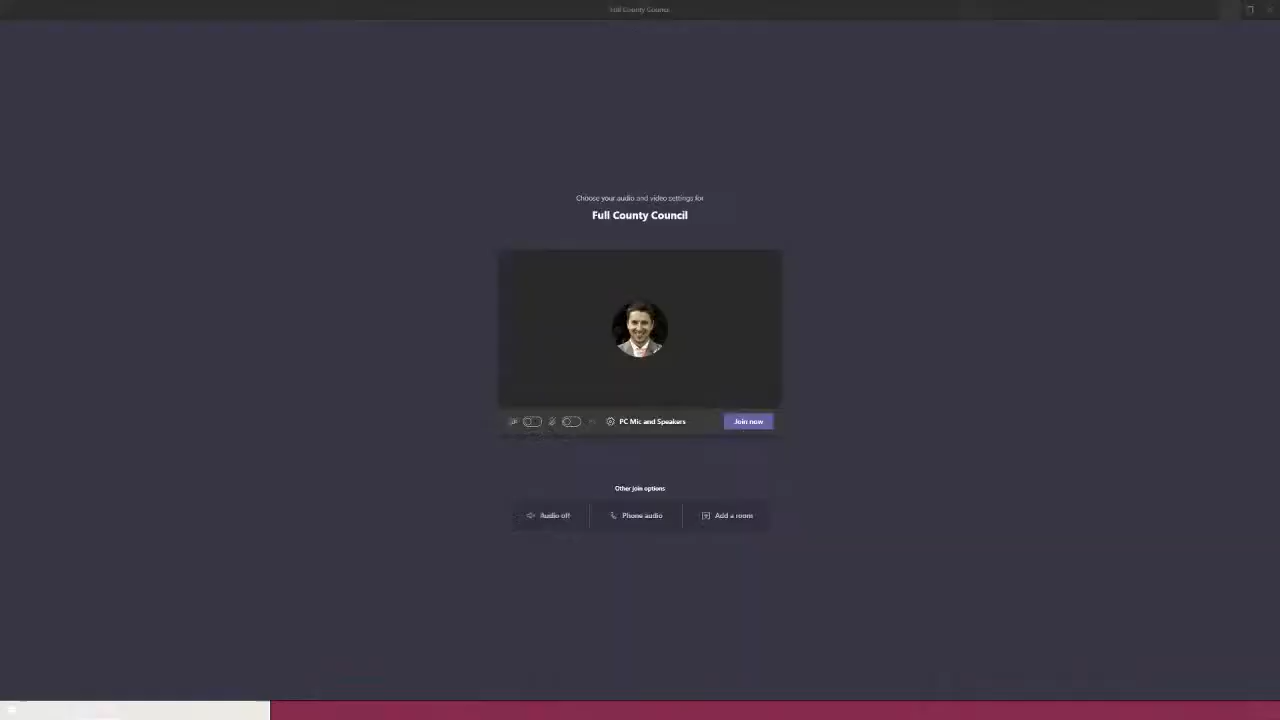 Full County Council
Choose your audio and video settings for
Full County Council
PC Mic and Speakers
Join now
Other join options
Audio off
Phone audio
Add a room